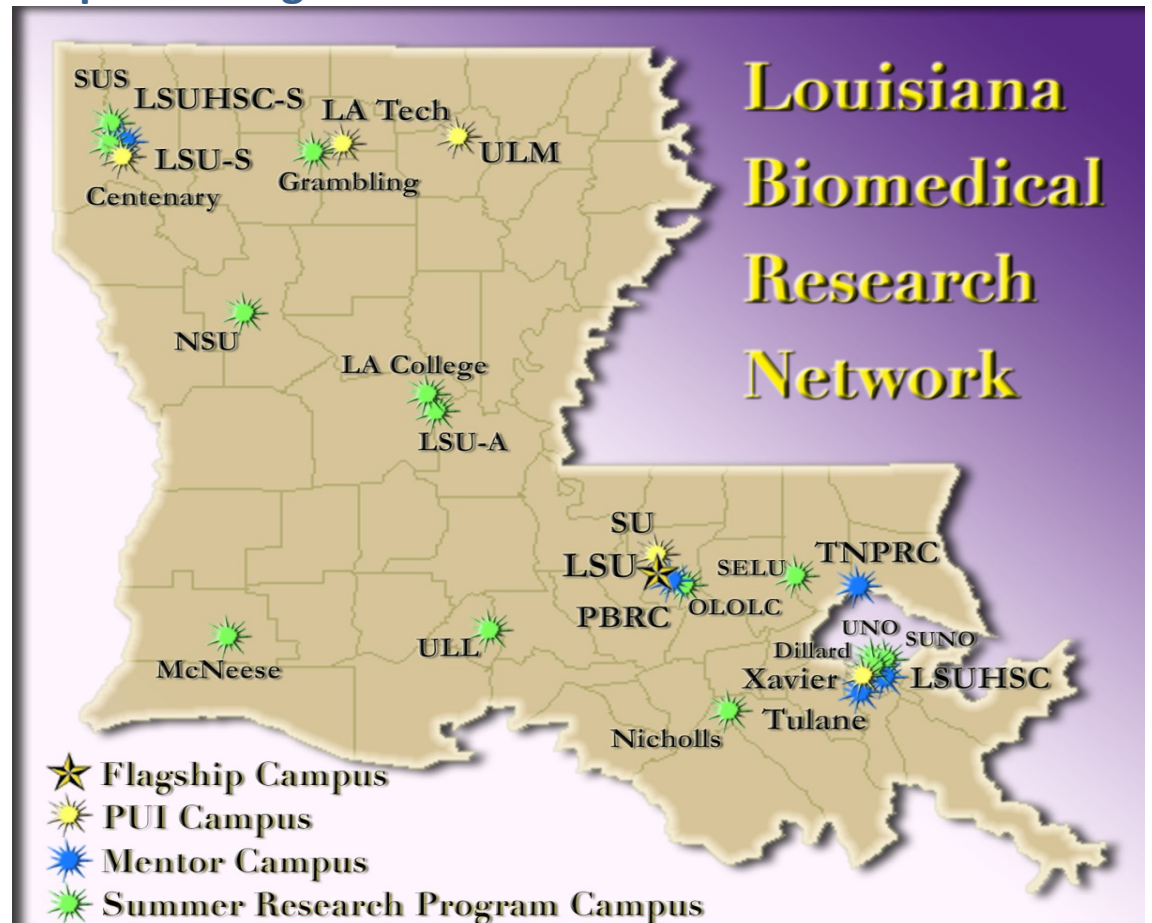 Louisiana
Biomedical
Research
Network
SUS
LSUHSC-S
LA Tech
LSU-S
ULM
Centenary
Grambling
NSU
LA College
LSU-A
SU
LSU
SELU
TNPRC
PBRC
OLOLC
UNO
SUNO
Dillard
Xavier
LSUHSC
Tulane
Nicholls
ULL
McNeese
Flagship Campus
PUI Campus
Mentor Campus
Summer Research Program Campus